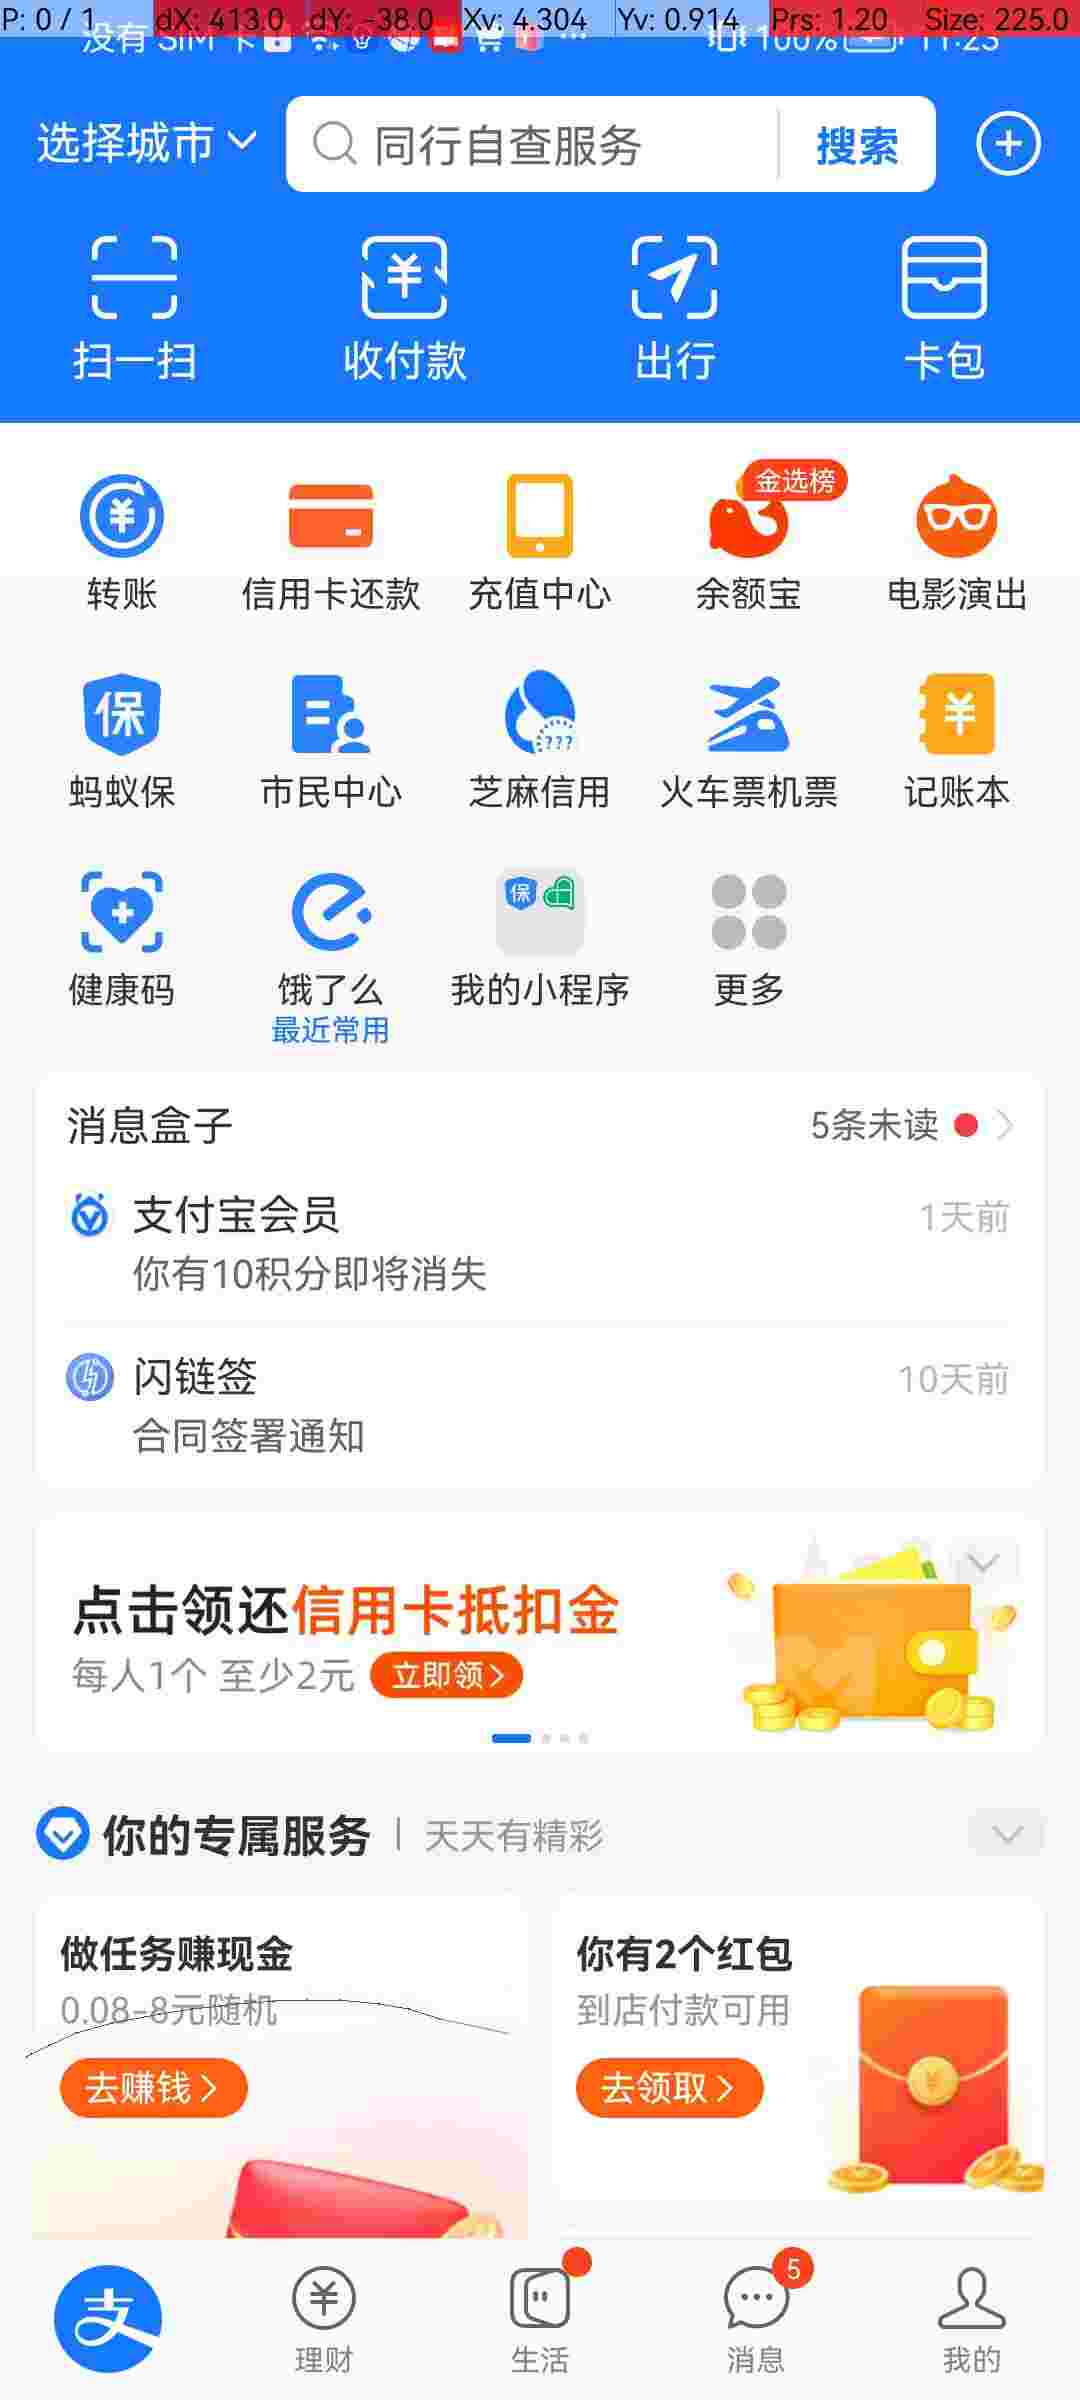 P: 0 / 1 dX: 413.0 dY: -38.0 Xv: 4.304 Yv: 0.914 Prs: 1.20 Size: 225.0
没有 SIM 卡 100% 11:23
选择城市 同行自查服务 搜索
扫一扫 收付款 出行 卡包
金选榜
转账 信用卡还款 充值中心 余额宝 电影演出
保 ???
蚂蚁保 市民中心 芝麻信用 火车票机票 记账本
保
健康码 饿了么 我的小程序 更多
最近常用
消息盒子 5条未读
支付宝会员 1天前
你有10积分即将消失
闪链签 10天前
合同签署通知
点击领还信用卡抵扣金
每人1个 至少2元 立即领
你的专属服务 天天有精彩
做任务赚现金 你有2个红包
0.08-8元随机 到店付款可用
去赚钱 去领取
支 5
理财 生活 消息 我的